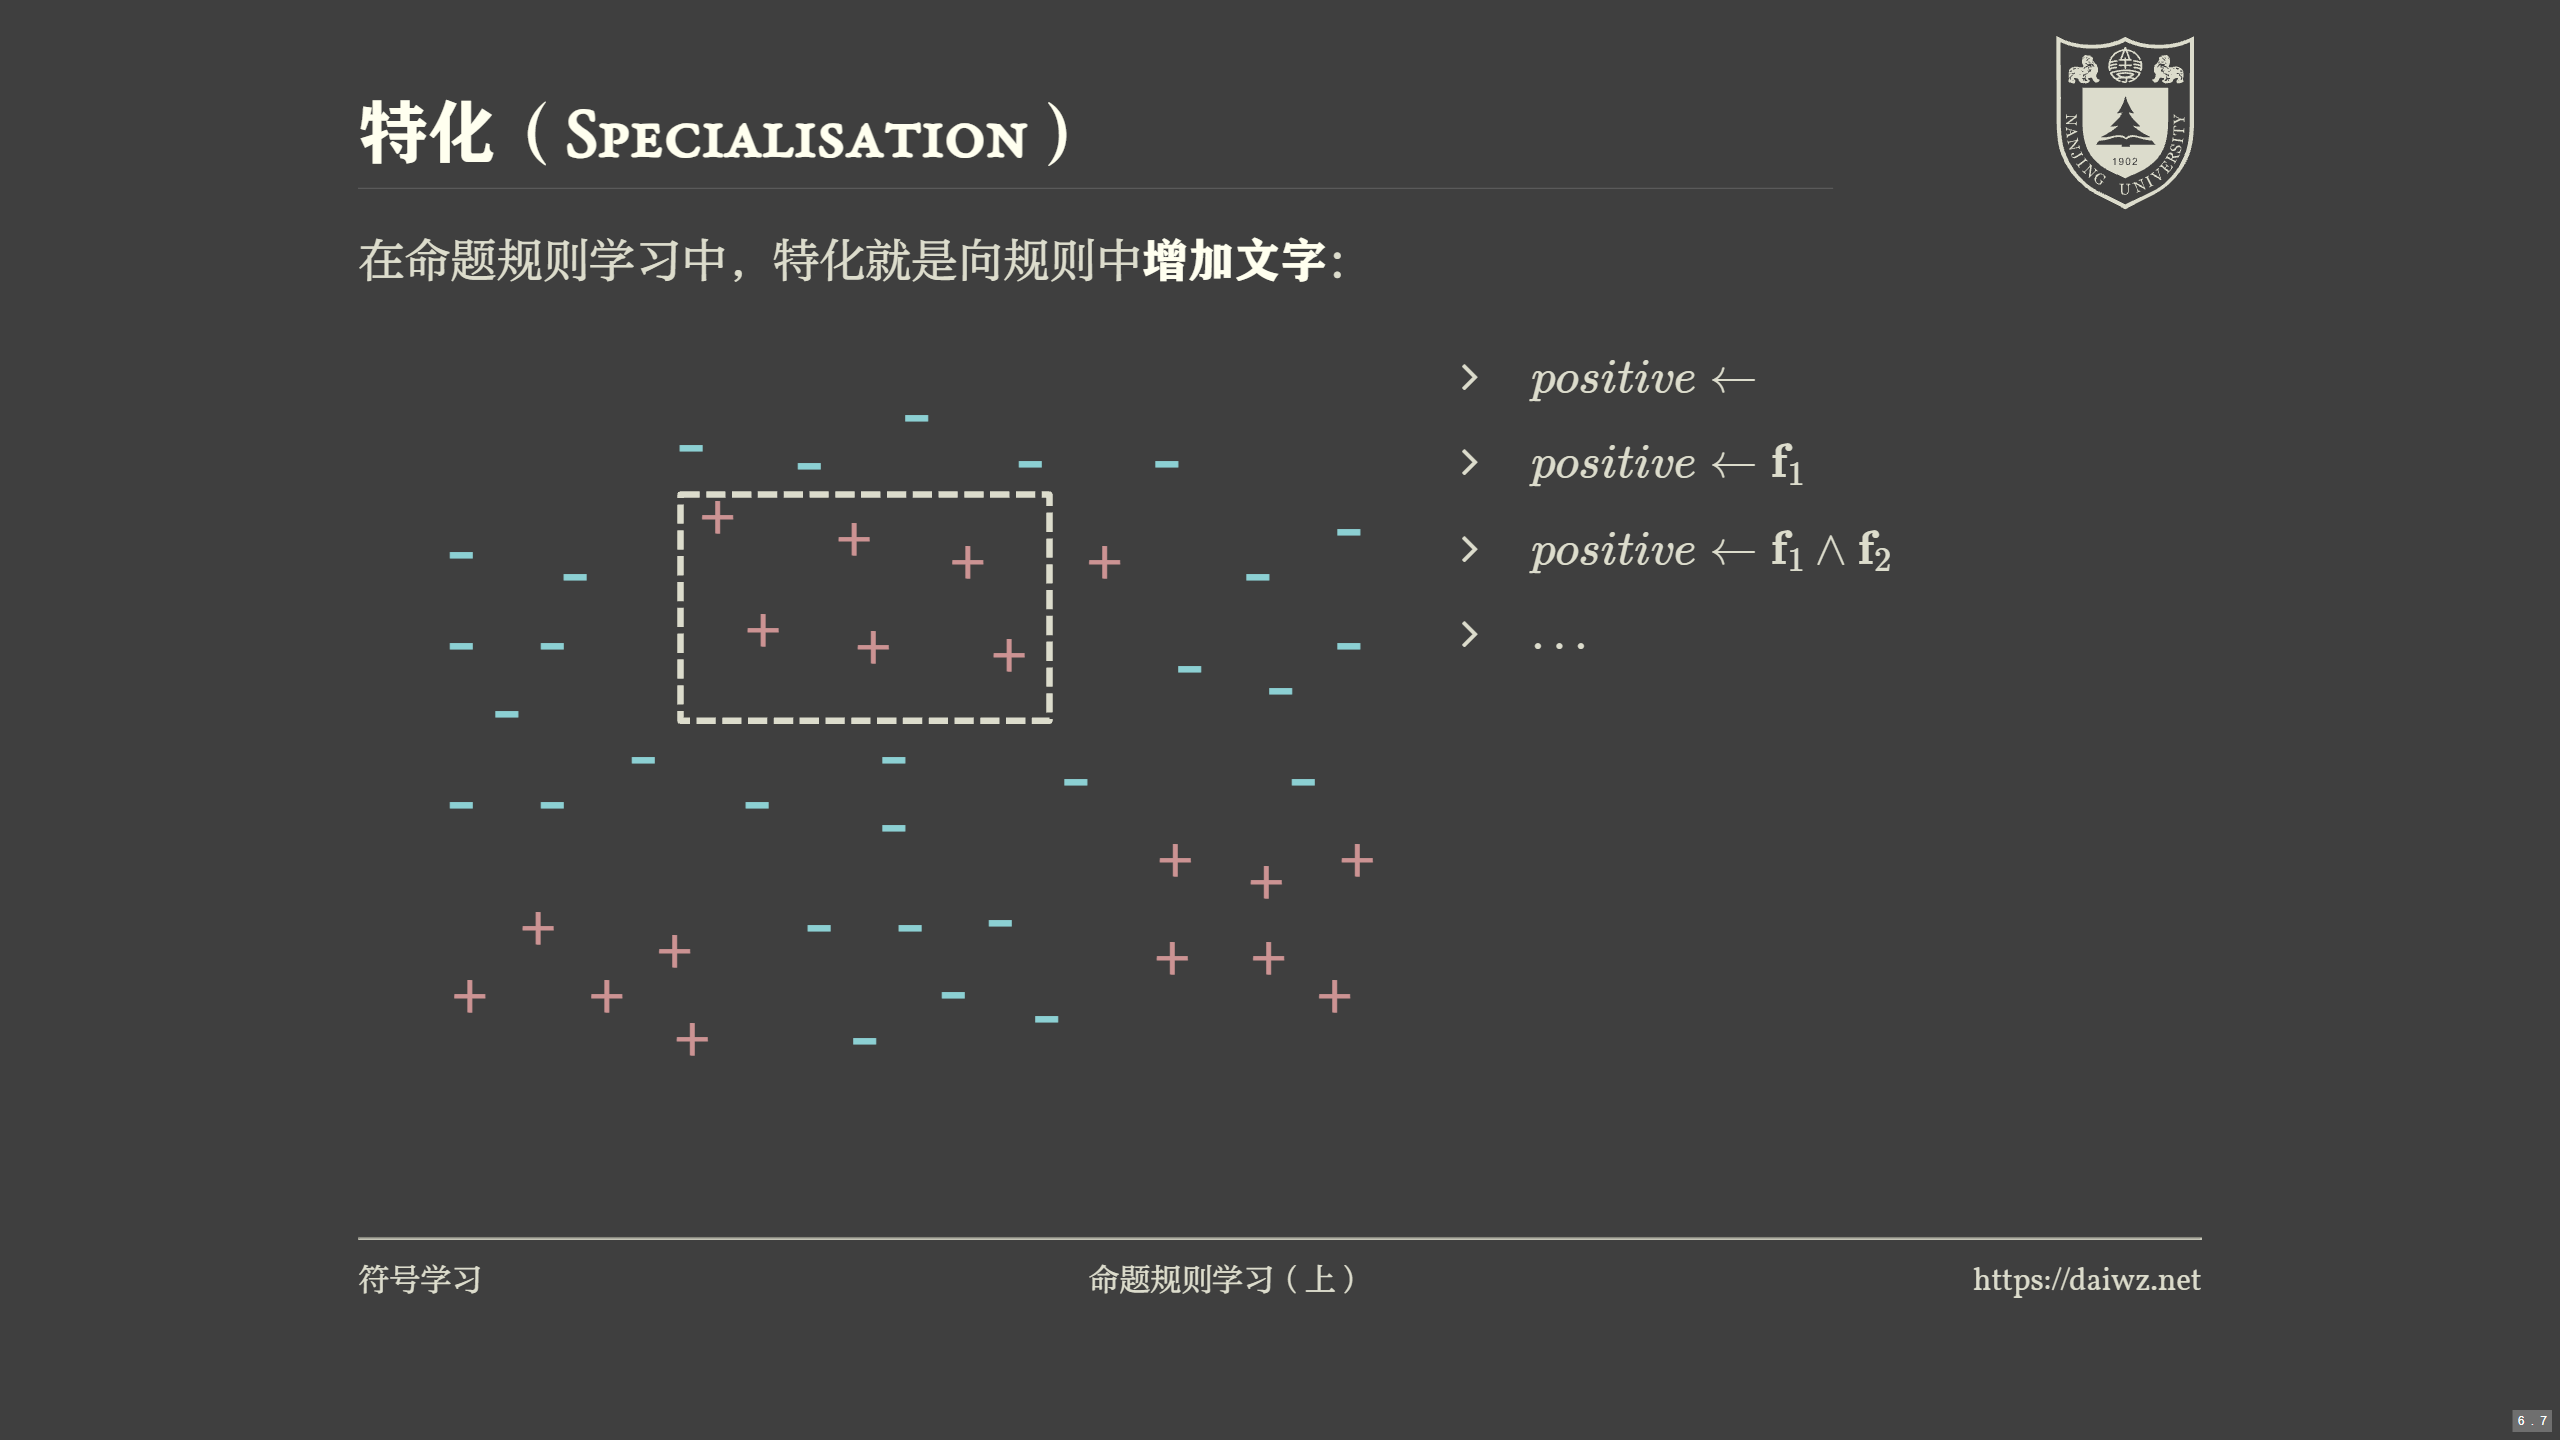 特化（Specialisation）
NANJING UNIVERSITY
1902
在命题规则学习中，特化就是向规则中增加文字：
positive ←
positive ← f₁
positive ← f₁ ∧ f₂
...
符号学习
命题规则学习（上）
https://daiwz.net
6.7